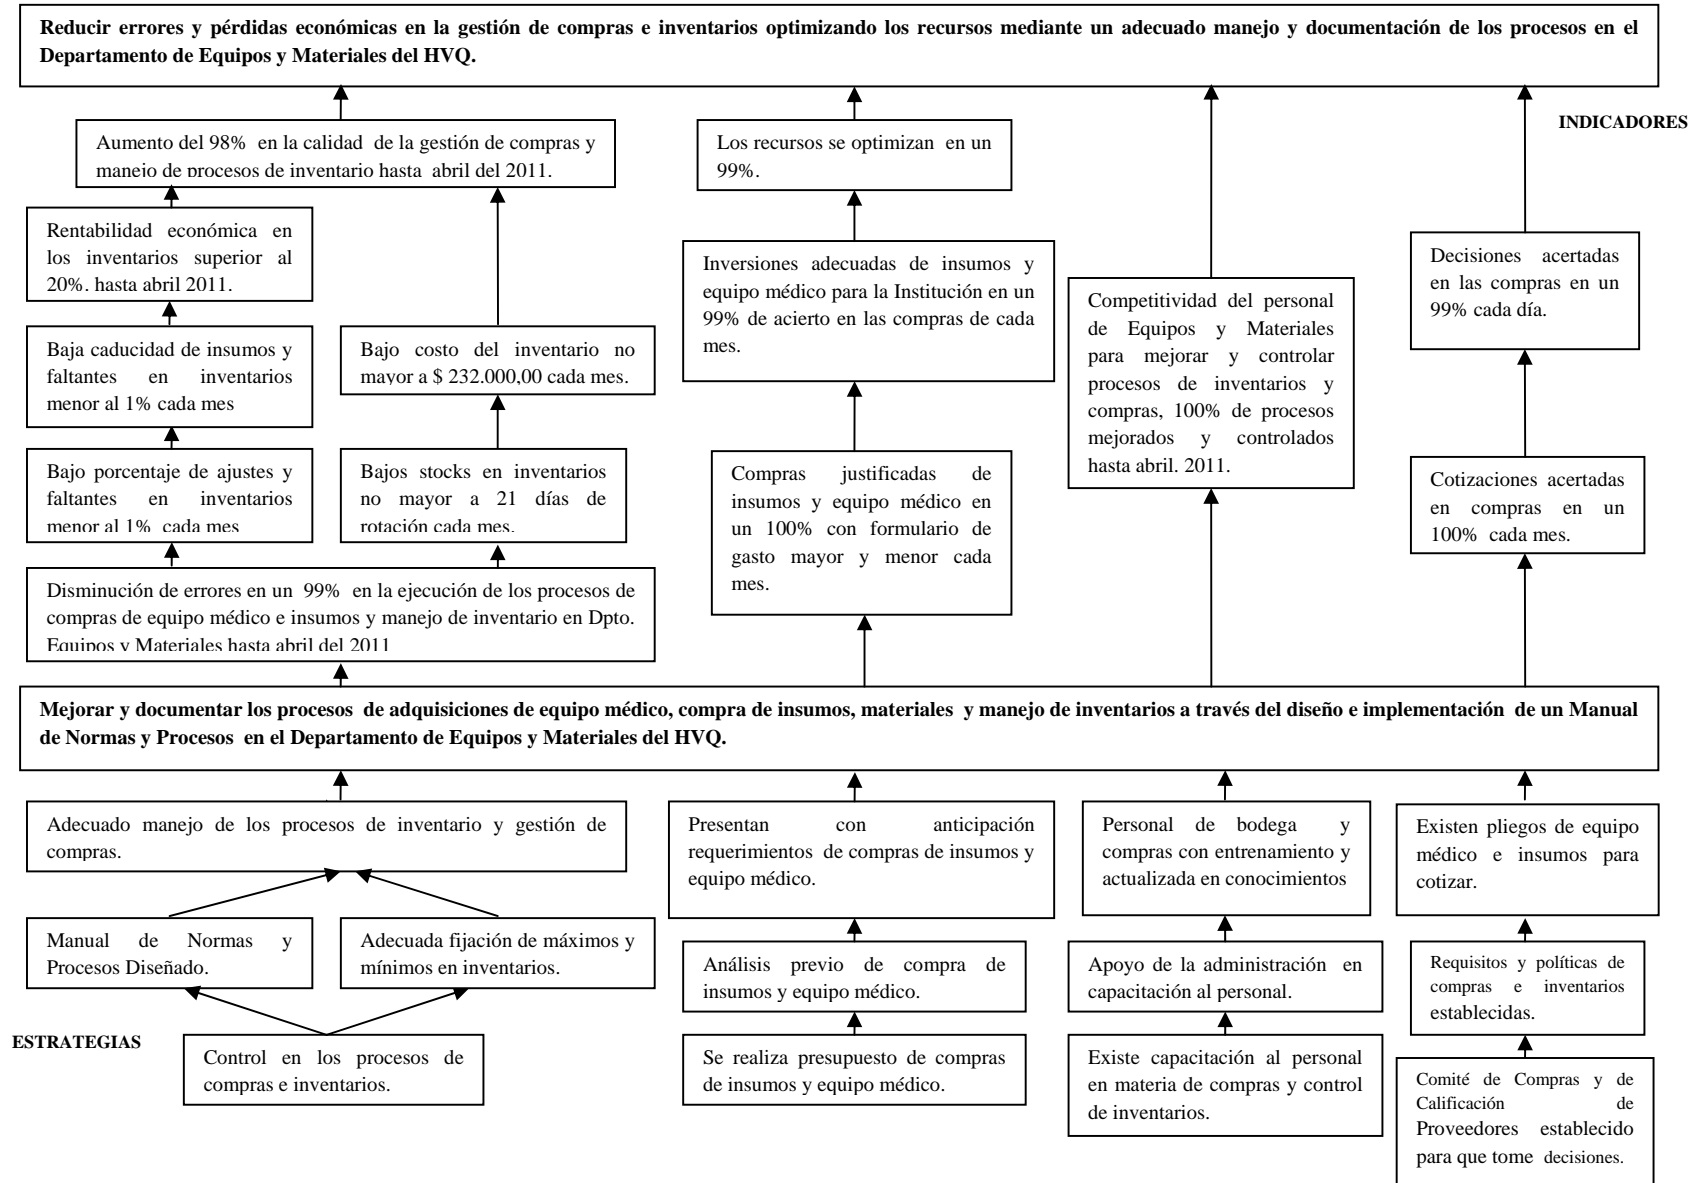 Reducir errores y pérdidas económicas en la gestión de compras e inventarios optimizando los recursos mediante un adecuado manejo y documentación de los procesos en el
Departamento de Equipos y Materiales del HVQ.
INDICADORES
Aumento del 98% en la calidad de la gestión de compras y
manejo de procesos de inventario hasta abril del 2011.
Los recursos se optimizan en un
99%.
Rentabilidad económica en
los inventarios superior al
20%. hasta abril 2011.
Inversiones adecuadas de insumos y
equipo médico para la Institución en un
99% de acierto en las compras de cada
mes.
Competitividad del personal
de Equipos y Materiales
para mejorar y controlar
procesos de inventarios y
compras, 100% de procesos
mejorados y controlados
hasta abril. 2011.
Decisiones acertadas
en las compras en un
99% cada día.
Baja caducidad de insumos y
faltantes en inventarios
menor al 1% cada mes
Bajo costo del inventario no
mayor a $ 232.000,00 cada mes.
Bajo porcentaje de ajustes y
faltantes en inventarios
menor al 1% cada mes
Bajos stocks en inventarios
no mayor a 21 días de
rotación cada mes.
Compras justificadas de
insumos y equipo médico en
un 100% con formulario de
gasto mayor y menor cada
mes.
Cotizaciones acertadas
en compras en un
100% cada mes.
Disminución de errores en un 99% en la ejecución de los procesos de
compras de equipo médico e insumos y manejo de inventario en Dpto.
Equipos y Materiales hasta abril del 2011
Mejorar y documentar los procesos de adquisiciones de equipo médico, compra de insumos, materiales y manejo de inventarios a través del diseño e implementación de un Manual
de Normas y Procesos en el Departamento de Equipos y Materiales del HVQ.
Adecuado manejo de los procesos de inventario y gestión de
compras.
Presentan con anticipación
requerimientos de compras de insumos y
equipo médico.
Personal de bodega y
compras con entrenamiento y
actualizada en conocimientos
Existen pliegos de equipo
médico e insumos para
cotizar.
Manual de Normas y
Procesos Diseñado.
Adecuada fijación de máximos y
mínimos en inventarios.
Análisis previo de compra de
insumos y equipo médico.
Apoyo de la administración en
capacitación al personal.
Requisitos y políticas de
compras e inventarios
establecidas.
ESTRATEGIAS
Control en los procesos de
compras e inventarios.
Se realiza presupuesto de compras
de insumos y equipo médico.
Existe capacitación al personal
en materia de compras y control
de inventarios.
Comité de Compras y de
Calificación de
Proveedores establecido
para que tome decisiones.